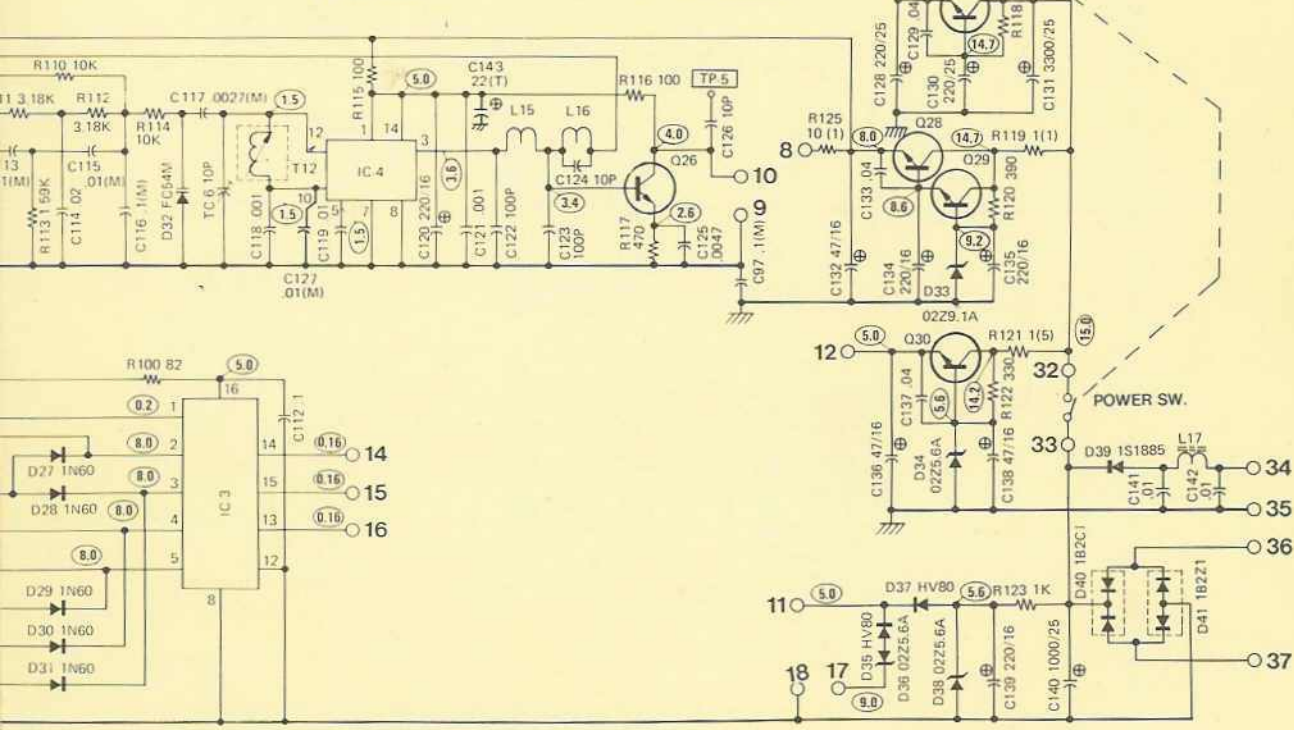 C129 .04
R118
14.7
C128 220/25
C130 220/25
C131 3300/25
R110 10K
R115 100
5.0
C143 22(T)
R116 100
TP-5
11 3.18K
R112 3.18K
R114 10K
C117 .0027(M)
1.5
12
1
14
3
IC 4
T12
L15
L16
4.0
C126 10P
Q26
10
9
R125 10 (1)
8
8.0
Q28
14.7
Q29
R119 1(1)
R120 390
C133 .04
8.6
9.2
C132 47/16
C134 220/16
C135 220/16
D33 02Z9.1A
13
.1(M)
C115 .01(M)
R113 1.59K
C114 .02
C116 .1(M)
D32 FC54M
TC 6 10P
C118 .001
1.5
10
C127 .01(M)
C119 .01
5
1.5
7
8
3.6
C120 220/16
C121 .001
C122 100P
C124 10P
3.4
C123 100P
R117 470
2.6
C125 .0047
C97 .1(M)
12
5.0
Q30
R121 1(5)
15.0
32
C137 .04
5.6
14.2
R122 330
C136 47/16
D34 02Z5.6A
C138 47/16
POWER SW.
33
D39 1S1885
L17
C141 .01
C142 .01
34
35
36
37
R100 82
5.0
16
0.2
1
C112 .1
8.0
2
14
0.16
14
D27 1N60
8.0
3
15
0.16
15
D28 1N60
8.0
4
13
0.16
16
IC 3
8.0
5
12
8
D29 1N60
D30 1N60
D31 1N60
11
5.0
D37 HV80
5.6
R123 1K
D35 HV80
D36 02Z5.6A
D38 02Z5.6A
C139 220/16
C140 1000/25
D40 1B2C1
D41 1B2Z1
18
17
9.0